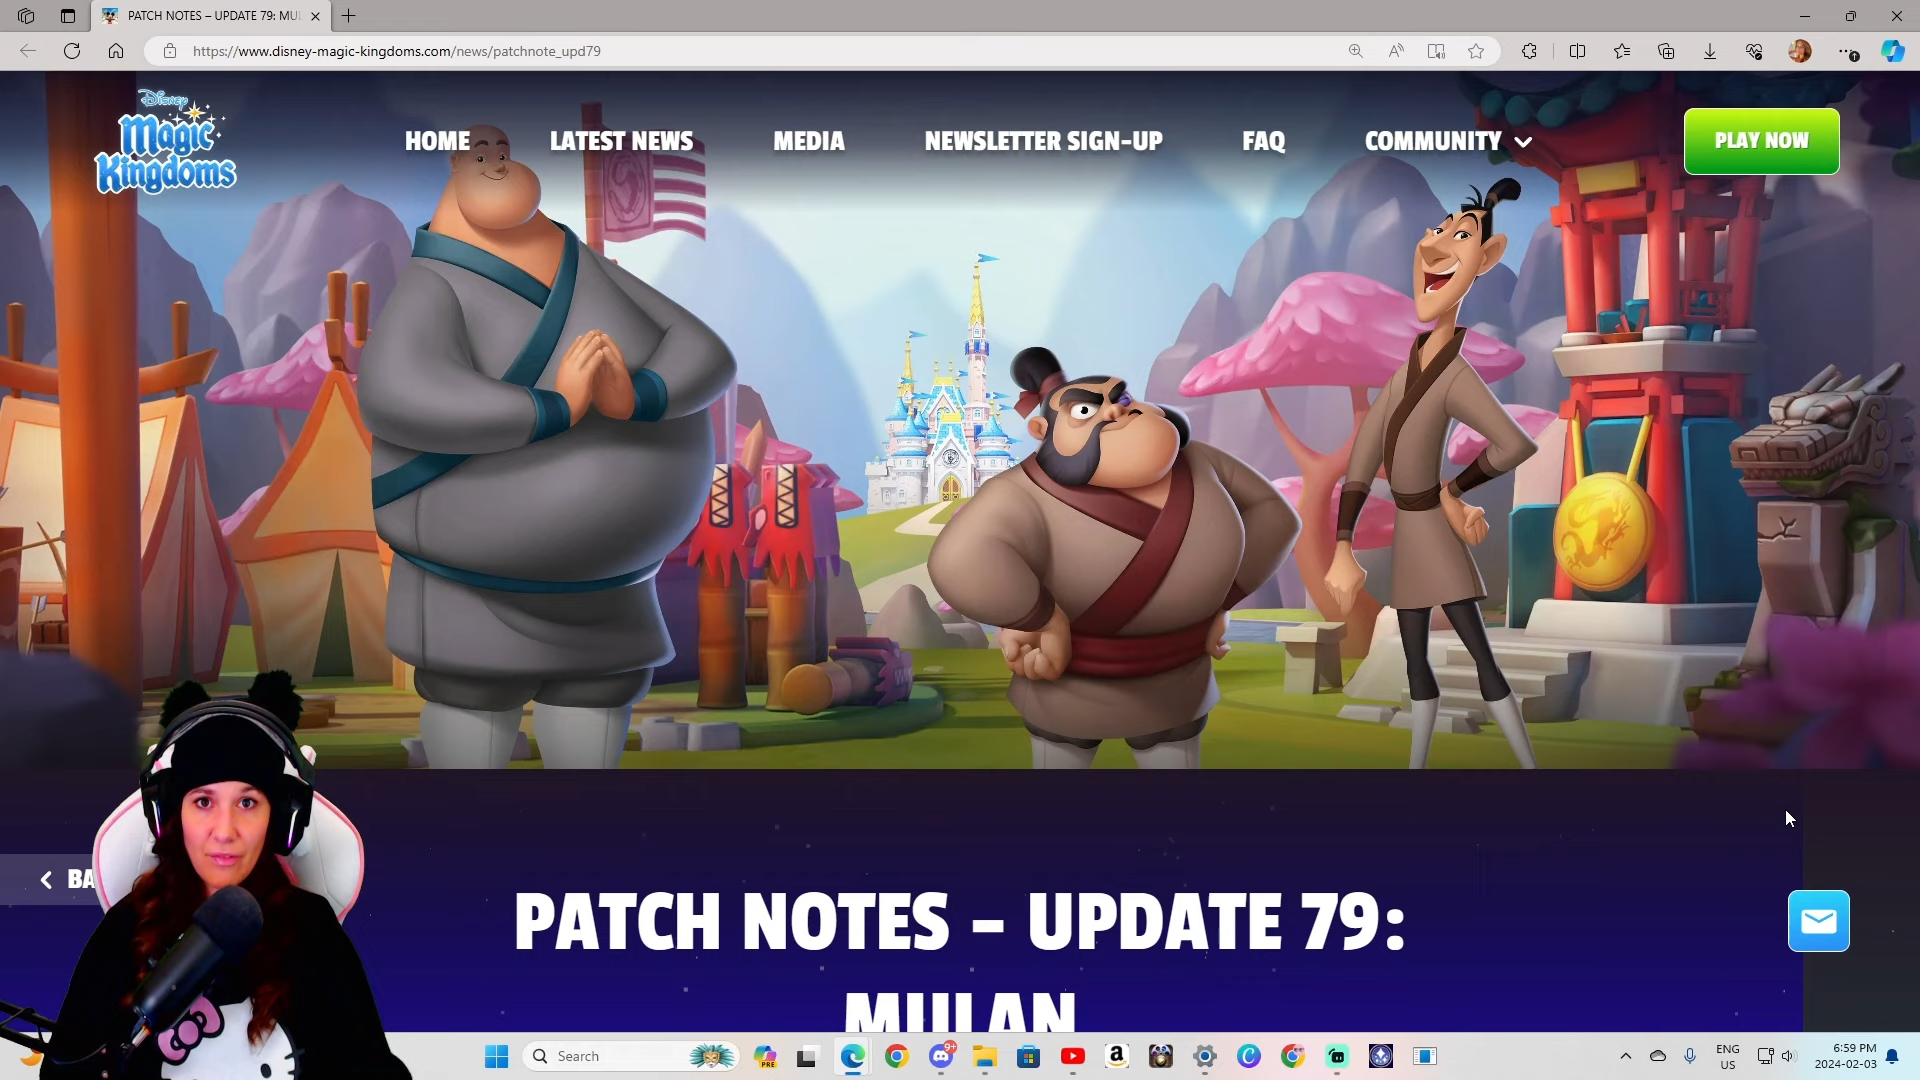 PATCH NOTES – UPDATE 79: MUL
https://www.disney-magic-kingdoms.com/news/patchnote_upd79
Disney
Magic
Kingdoms
HOME
LATEST NEWS
MEDIA
NEWSLETTER SIGN-UP
FAQ
COMMUNITY
PLAY NOW
BA
PATCH NOTES – UPDATE 79:
MULAN
Search
PRE
9+
ENG
US
6:59 PM
2024-02-03